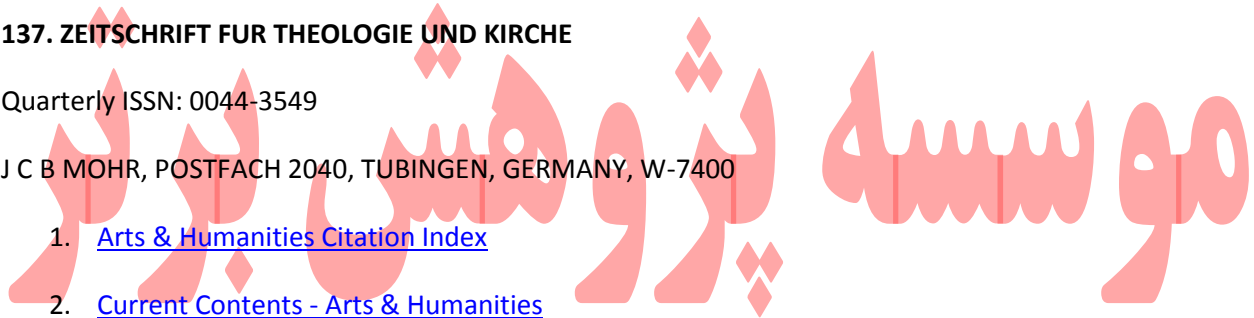 137. ZEITSCHRIFT FUR THEOLOGIE UND KIRCHE
Quarterly ISSN: 0044-3549
J C B MOHR, POSTFACH 2040, TUBINGEN, GERMANY, W-7400
1. Arts & Humanities Citation Index
2. Current Contents - Arts & Humanities
موسسه پژوهش برتر